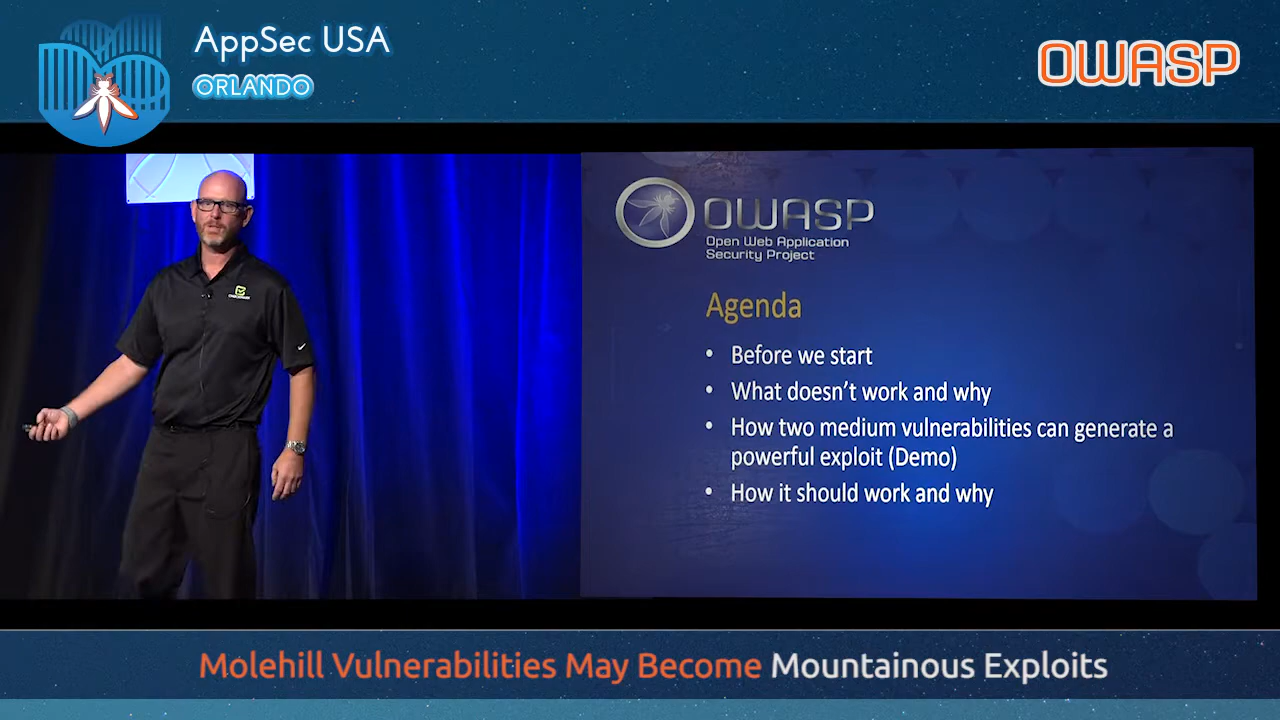 AppSec USA
ORLANDO
OWASP
OWASP
Open Web Application
Security Project
Agenda
• Before we start
• What doesn't work and why
• How two medium vulnerabilities can generate a
powerful exploit (Demo)
• How it should work and why
Molehill Vulnerabilities May Become Mountainous Exploits